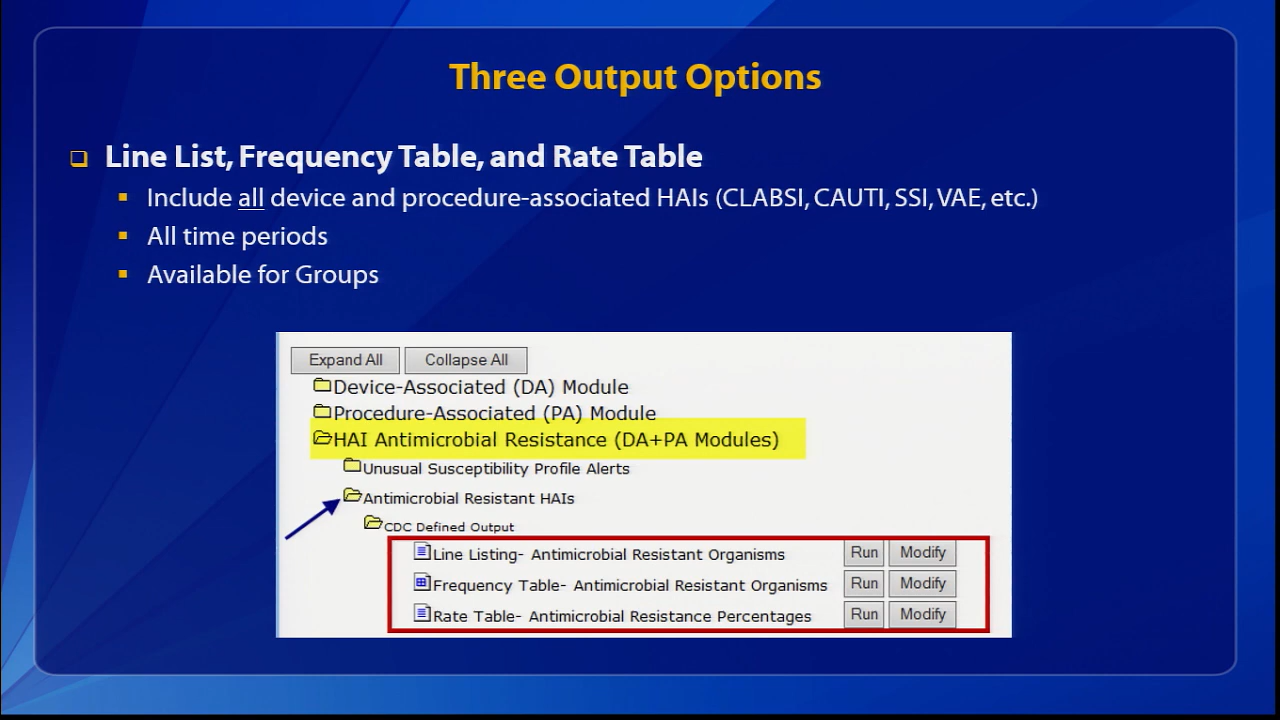 Three Output Options
Line List, Frequency Table, and Rate Table
Include all device and procedure-associated HAIs (CLABSI, CAUTI, SSI, VAE, etc.)
All time periods
Available for Groups
Expand All Collapse All
Device-Associated (DA) Module
Procedure-Associated (PA) Module
HAI Antimicrobial Resistance (DA+PA Modules)
Unusual Susceptibility Profile Alerts
Antimicrobial Resistant HAIs
CDC Defined Output
Line Listing- Antimicrobial Resistant Organisms Run Modify
Frequency Table- Antimicrobial Resistant Organisms Run Modify
Rate Table- Antimicrobial Resistance Percentages Run Modify